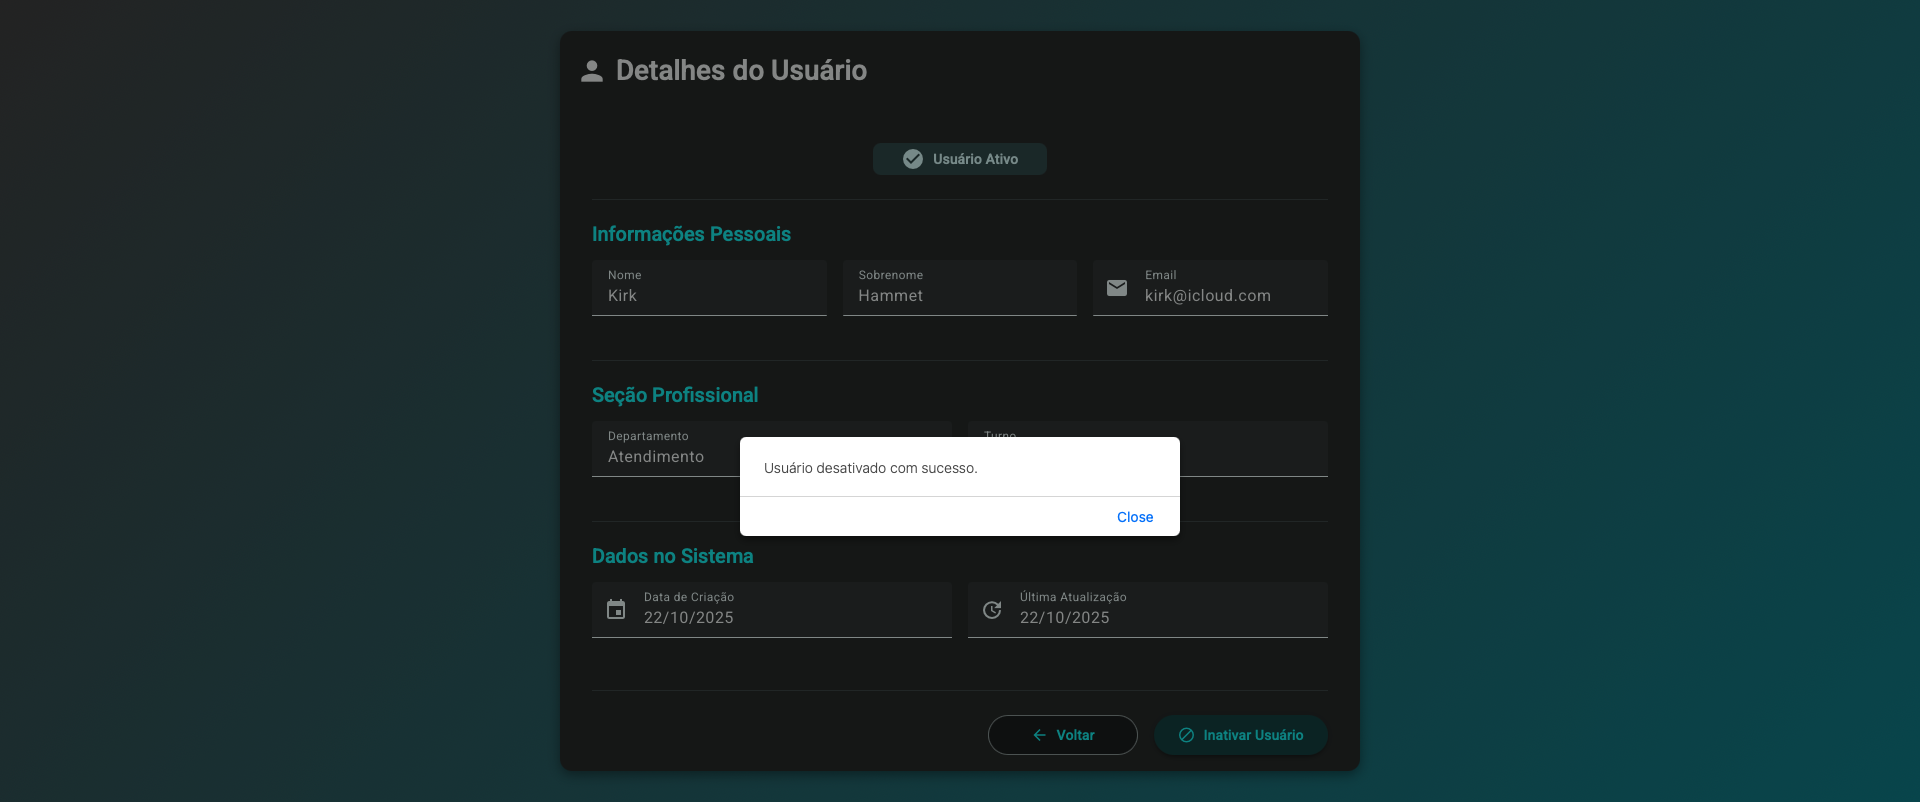 Detalhes do Usuário
Usuário Ativo
Informações Pessoais
Nome
Kirk
Sobrenome
Hammet
Email
kirk@icloud.com
Seção Profissional
Departamento
Atendimento
Turno
Usuário desativado com sucesso.
Close
Dados no Sistema
Data de Criação
22/10/2025
Última Atualização
22/10/2025
Voltar
Inativar Usuário